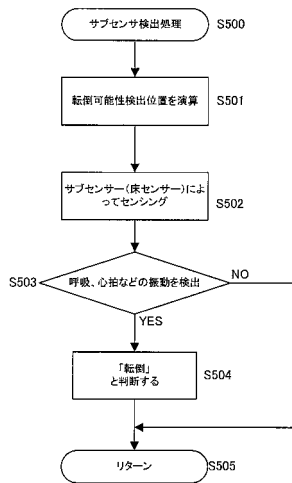 サブセンサ検出処理
S500
転倒可能性検出位置を演算
S501
サブセンサー(床センサー)によ
ってセンシング
S502
S503
呼吸、心拍などの振動を検出
NO
YES
「転倒」
と判断する
S504
リターン
S505